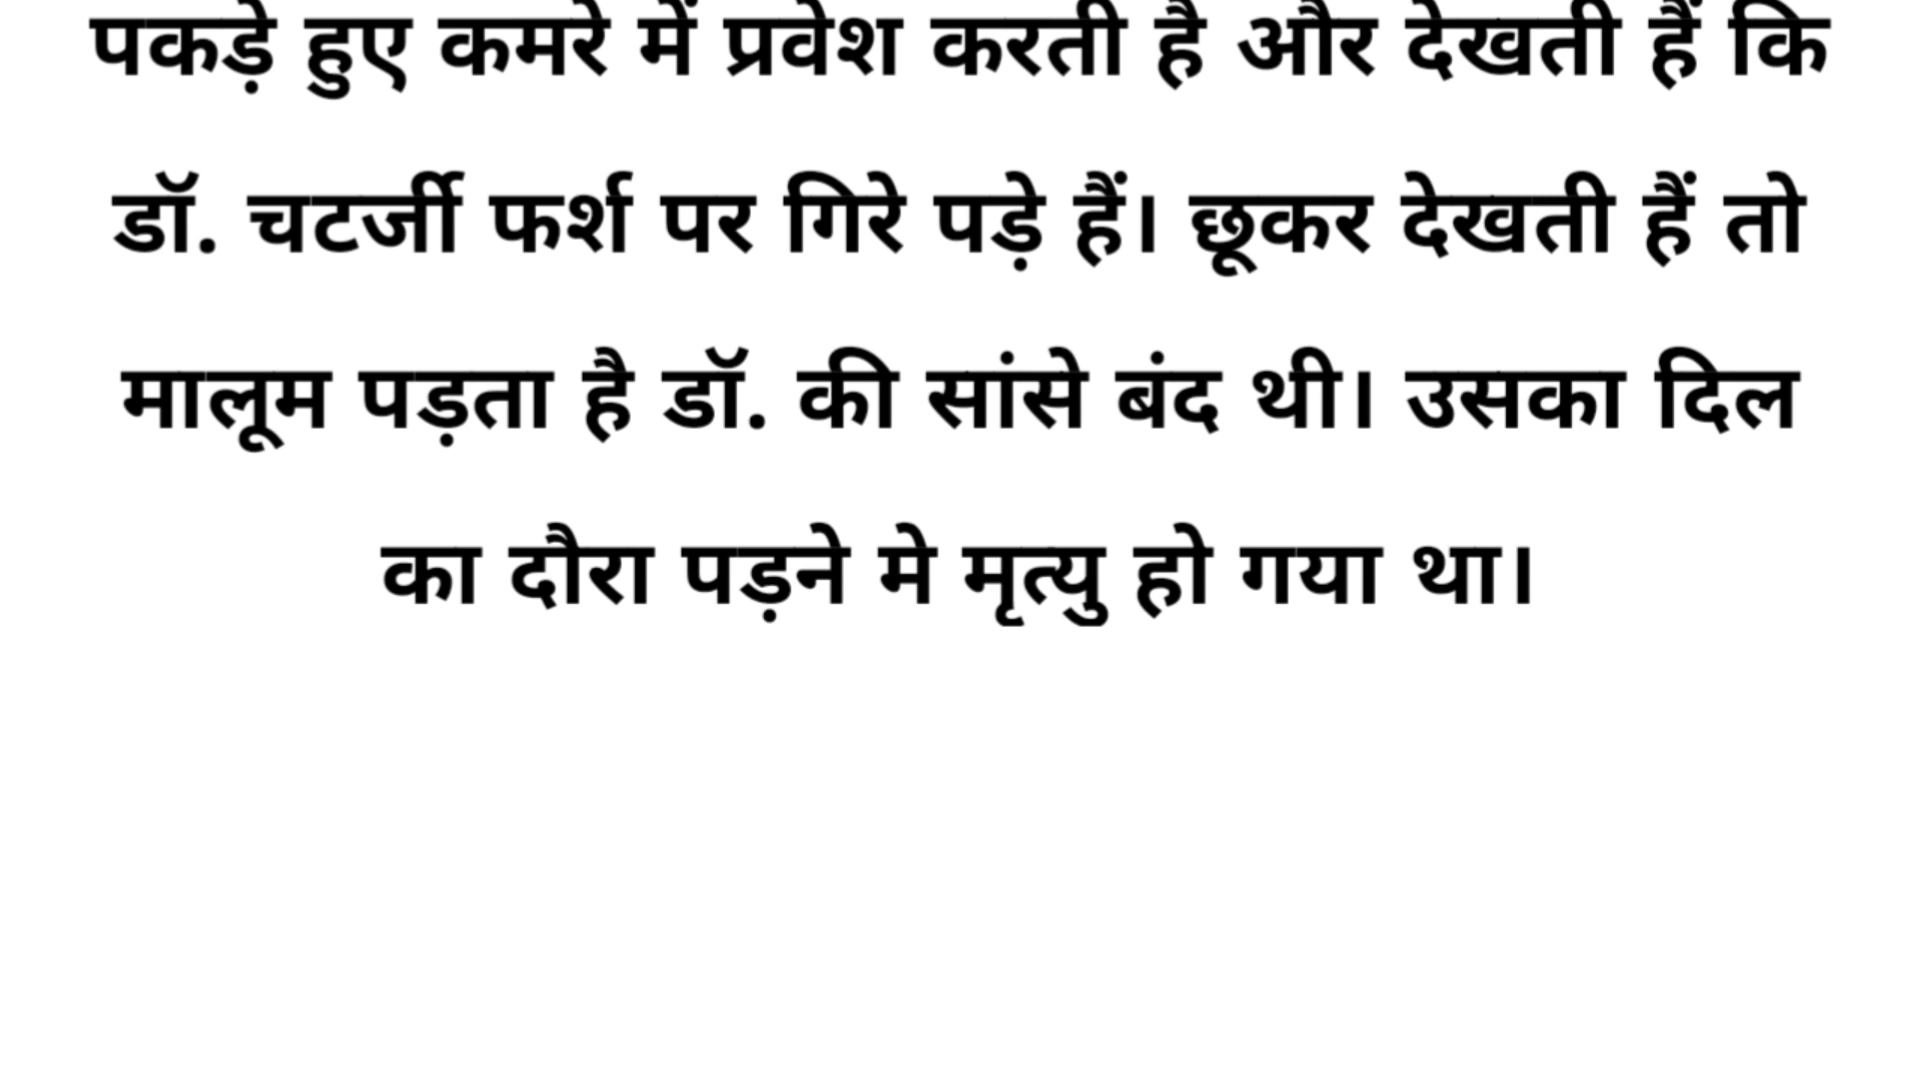 पकड़े हुए कमरे में प्रवेश करती है और देखती हैं कि
डॉ. चटर्जी फर्श पर गिरे पड़े हैं। छूकर देखती हैं तो
मालूम पड़ता है डॉ. की सांसे बंद थी। उसका दिल
का दौरा पड़ने मे मृत्यु हो गया था।